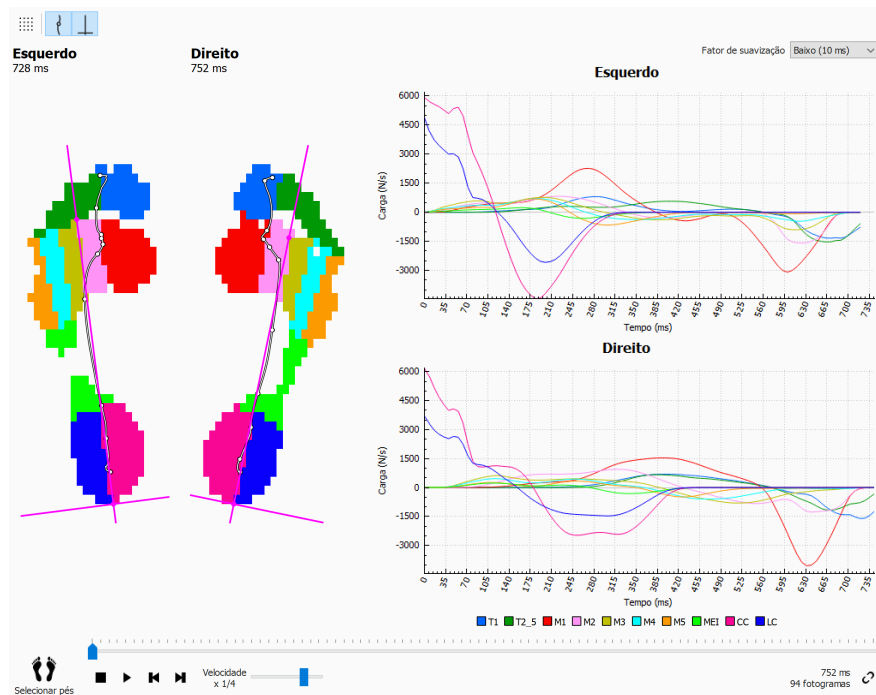 Esquerdo
728 ms
Direito
752 ms
Fator de suavização
Baixo (10 ms)
Esquerdo
6000
4500
3000
1500
0
-1500
-3000
Carga (N/s)
0 35 70 105 140 175 210 245 280 315 350 385 420 455 490 525 560 595 630 665 700 735
Tempo (ms)
Direito
6000
4500
3000
1500
0
-1500
-3000
Carga (N/s)
0 35 70 105 140 175 210 245 280 315 350 385 420 455 490 525 560 595 630 665 700 735
Tempo (ms)
T1 T2_5 M1 M2 M3 M4 M5 MEI CC LC
Selecionar pés
Velocidade
x 1/4
752 ms
94 fotogramas